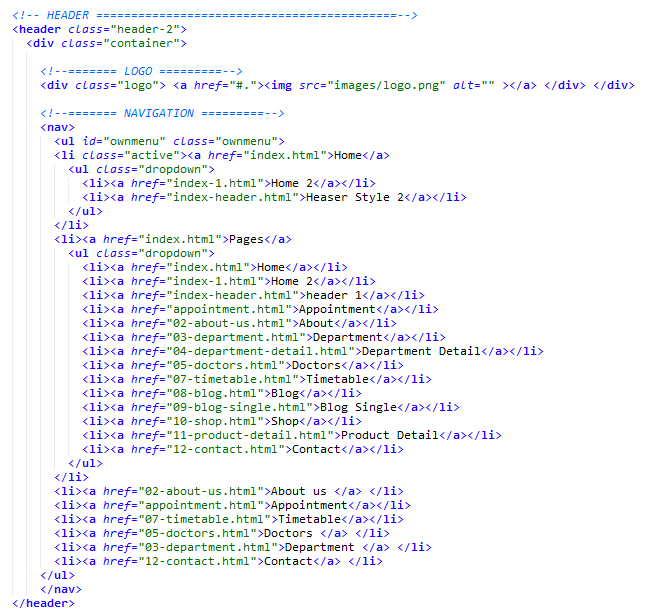 <!-- HEADER ===========================================-->
<header class="header-2">
<div class="container">
<!--======= LOGO ==========-->
<div class="logo"> <a href="#."><img src="images/logo.png" alt="" ></a> </div> </div>
<!--======= NAVIGATION ==========-->
<nav>
<ul id="ownmenu" class="ownmenu">
<li class="active"><a href="index.html">Home</a>
<ul class="dropdown">
<li><a href="index-1.html">Home 2</a></li>
<li><a href="index-header.html">Heaser Style 2</a></li>
</ul>
</li>
<li><a href="index.html">Pages</a>
<ul class="dropdown">
<li><a href="index.html">Home</a></li>
<li><a href="index-1.html">Home 2</a></li>
<li><a href="index-header.html">header 1</a></li>
<li><a href="appointment.html">Appointment</a></li>
<li><a href="02-about-us.html">About</a></li>
<li><a href="03-department.html">Department</a></li>
<li><a href="04-department-detail.html">Department Detail</a></li>
<li><a href="05-doctors.html">Doctors</a></li>
<li><a href="07-timetable.html">Timetable</a></li>
<li><a href="08-blog.html">Blog</a></li>
<li><a href="09-blog-single.html">Blog Single</a></li>
<li><a href="10-shop.html">Shop</a></li>
<li><a href="11-product-detail.html">Product Detail</a></li>
<li><a href="12-contact.html">Contact</a></li>
</ul>
</li>
<li><a href="02-about-us.html">About us </a> </li>
<li><a href="appointment.html">Appointment</a></li>
<li><a href="07-timetable.html">Timetable</a></li>
<li><a href="05-doctors.html">Doctors </a> </li>
<li><a href="03-department.html">Department </a> </li>
<li><a href="12-contact.html">Contact</a> </li>
</ul>
</nav>
</header>